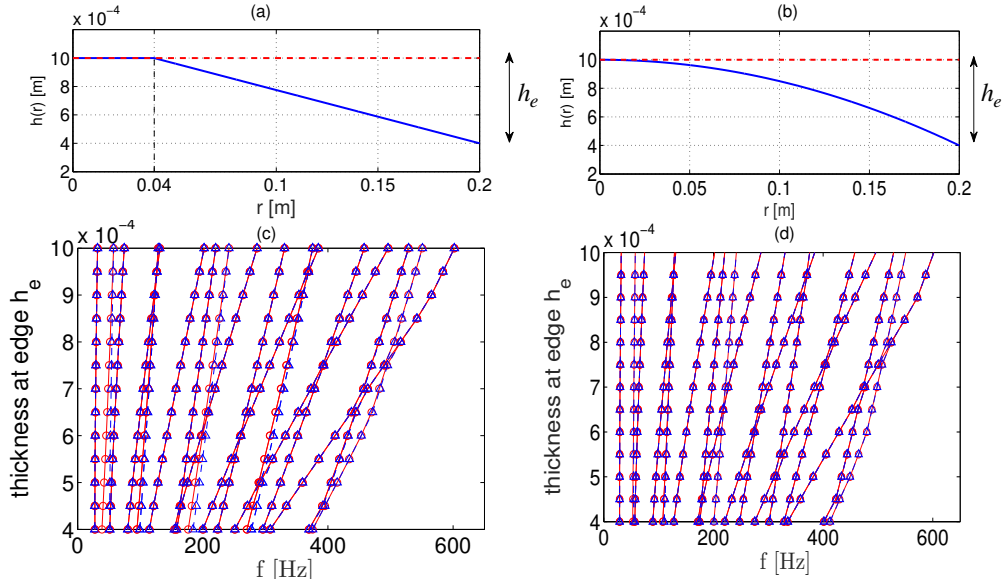 (a)
x 10⁻⁴
10
8
6
4
2
h(r) [m]
0
0.04
0.1
0.15
0.2
r [m]
hₑ
(b)
x 10⁻⁴
10
8
6
4
2
h(r) [m]
0
0.05
0.1
0.15
0.2
r [m]
hₑ
(c)
x 10⁻⁴
10
9
8
7
6
5
4
thickness at edge h_e
0
200
400
600
f [Hz]
(d)
x 10⁻⁴
10
9
8
7
6
5
4
thickness at edge h_e
0
200
400
600
f [Hz]